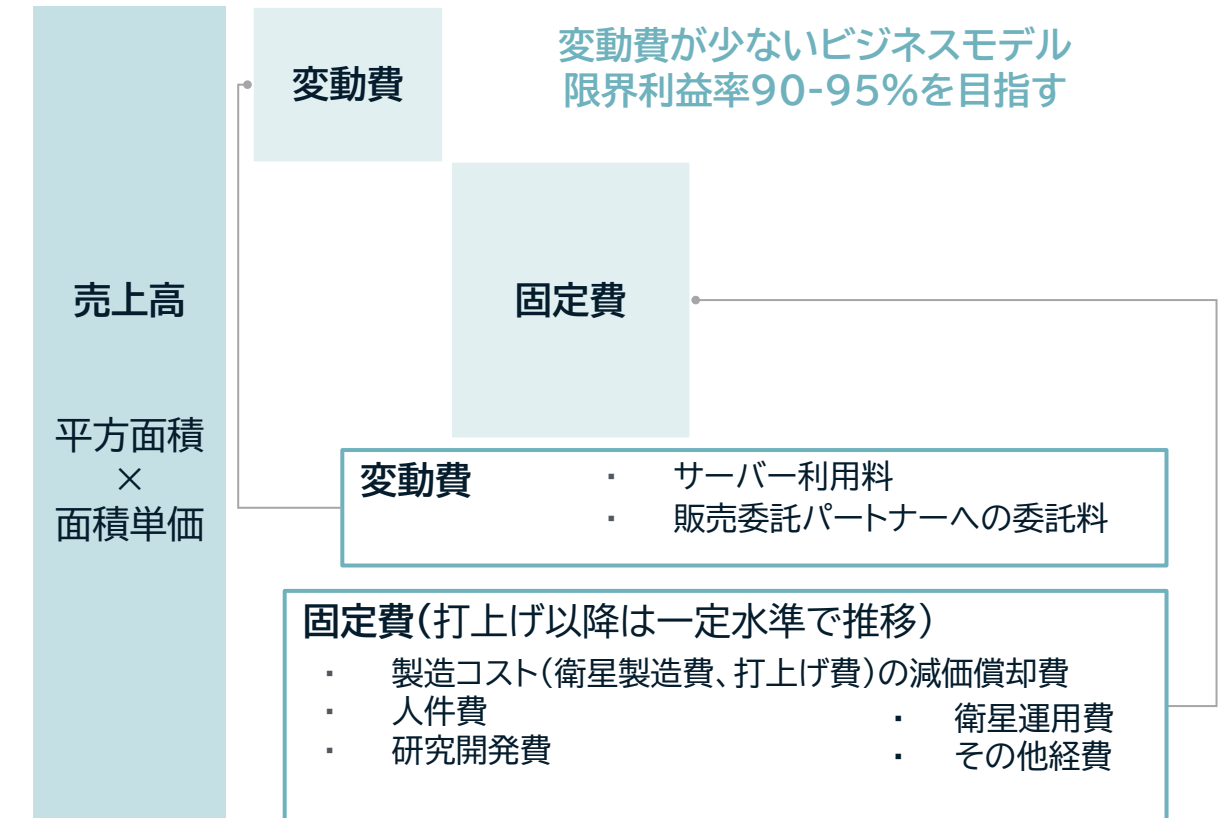 変動費が少ないビジネスモデル
限界利益率90-95%を目指す
変動費
固定費
売上高
平方面積
×
面積単価
変動費
・ サーバー利用料
・ 販売委託パートナーへの委託料
固定費(打上げ以降は一定水準で推移)
・ 製造コスト(衛星製造費、打上げ費)の減価償却費
・ 人件費
・ 研究開発費
・ 衛星運用費
・ その他経費